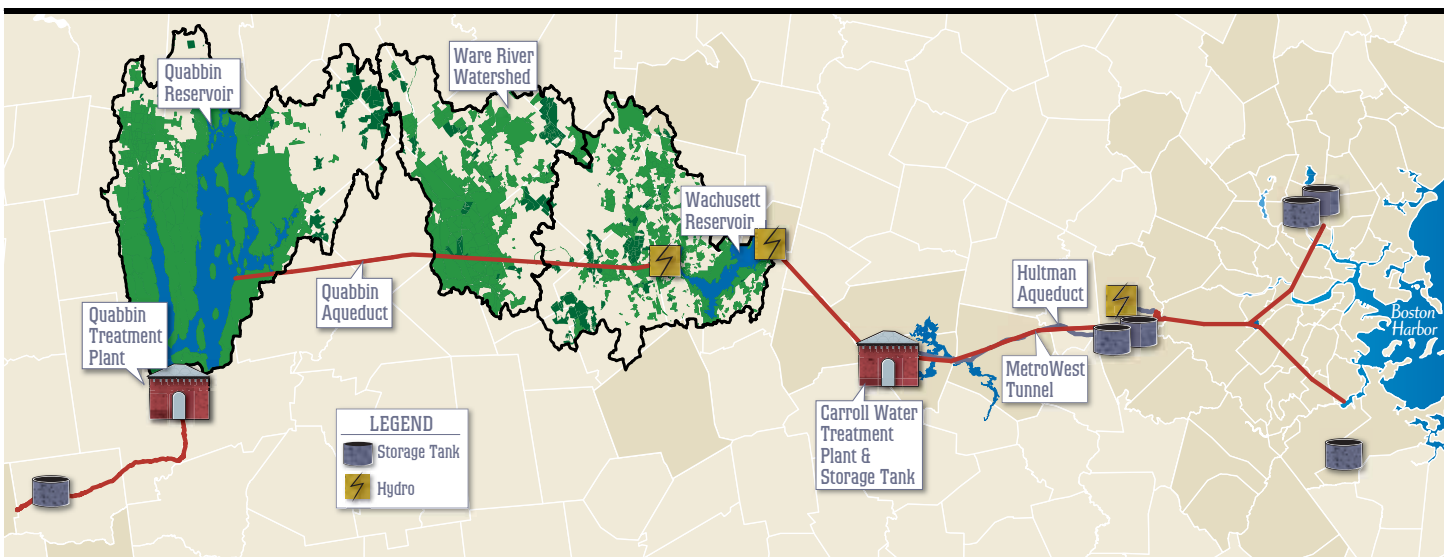 Quabbin
Reservoir
Ware River
Watershed
Wachusett
Reservoir
Quabbin
Aqueduct
Quabbin
Treatment
Plant
Hultman
Aqueduct
Boston
Harbor
MetroWest
Tunnel
Carroll Water
Treatment
Plant &
Storage Tank
LEGEND
Storage Tank
Hydro